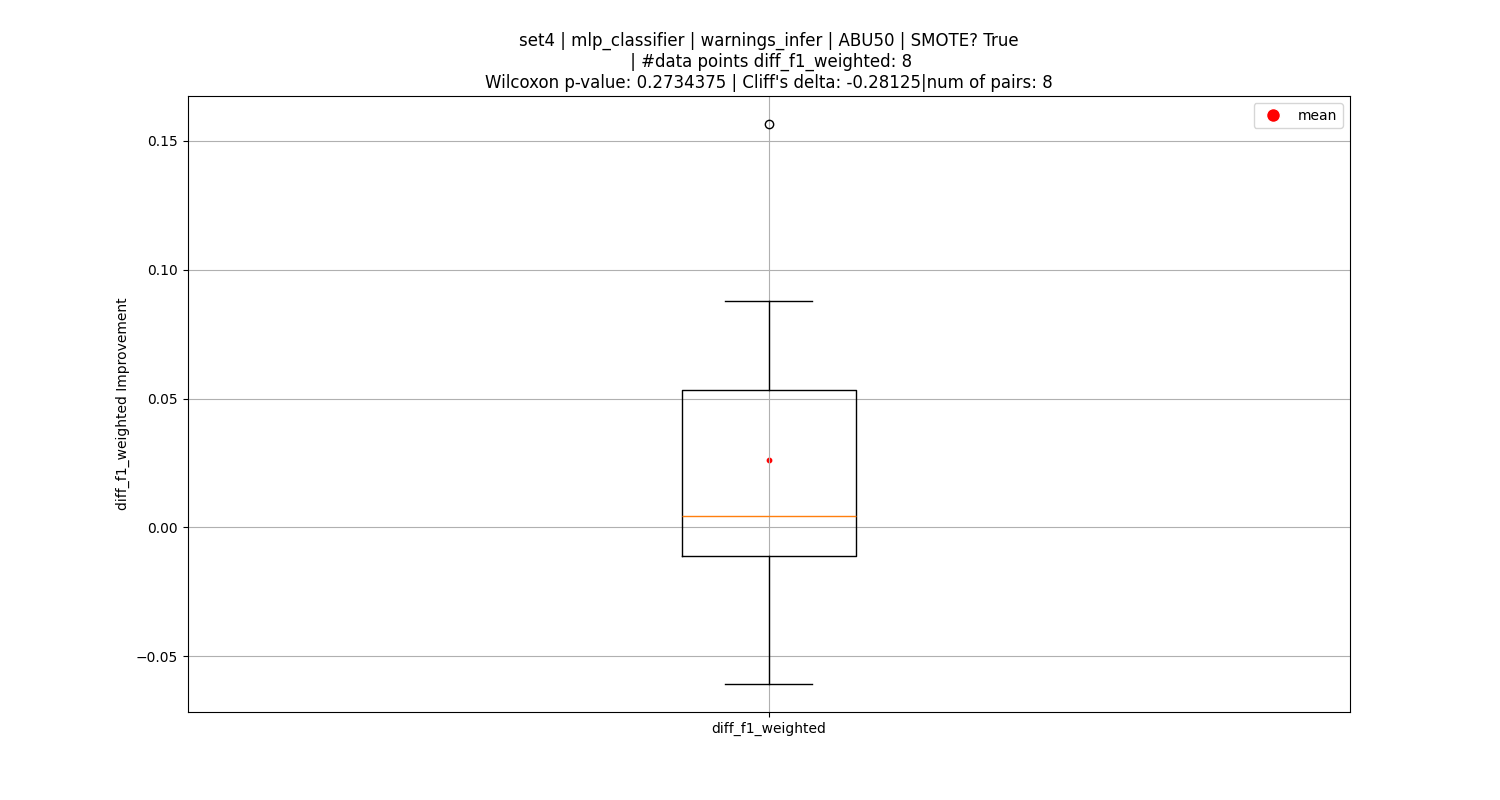 set4 | mlp_classifier | warnings_infer | ABU50 | SMOTE? True
| #data points diff_f1_weighted: 8
Wilcoxon p-value: 0.2734375 | Cliff's delta: -0.28125|num of pairs: 8
mean
0.15
0.10
0.05
0.00
−0.05
diff_f1_weighted Improvement
diff_f1_weighted